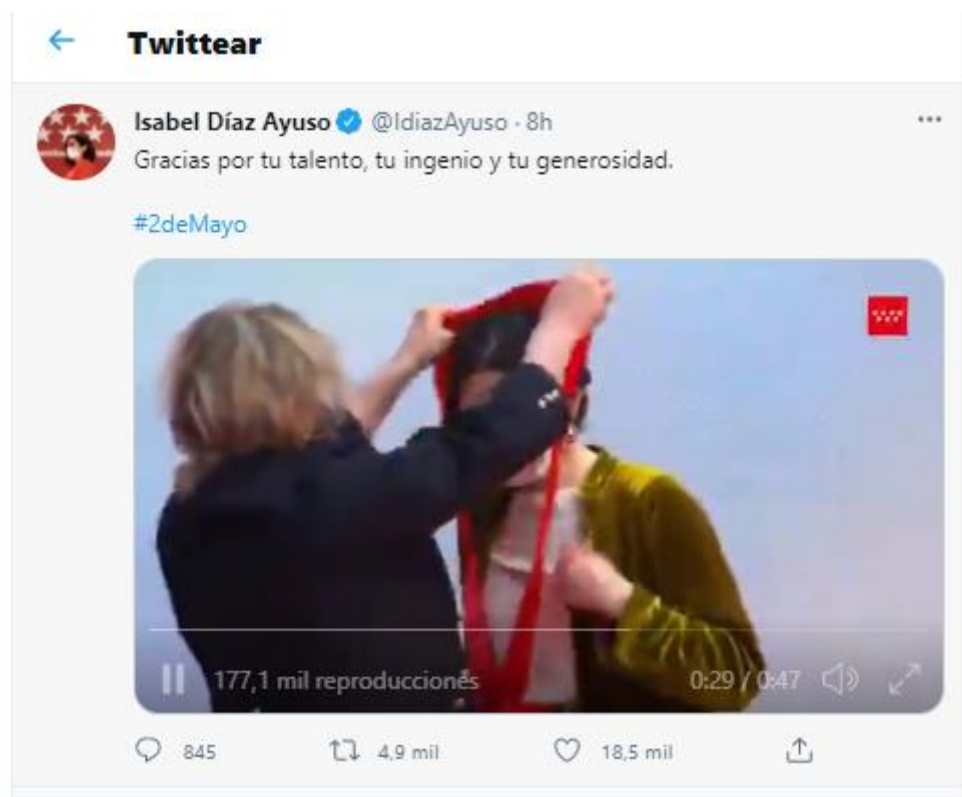 Twittear
Isabel Díaz Ayuso @IdiazAyuso · 8h
Gracias por tu talento, tu ingenio y tu generosidad.
#2deMayo
177,1 mil reproducciones 0:29 / 0:47
845 4,9 mil 18,5 mil